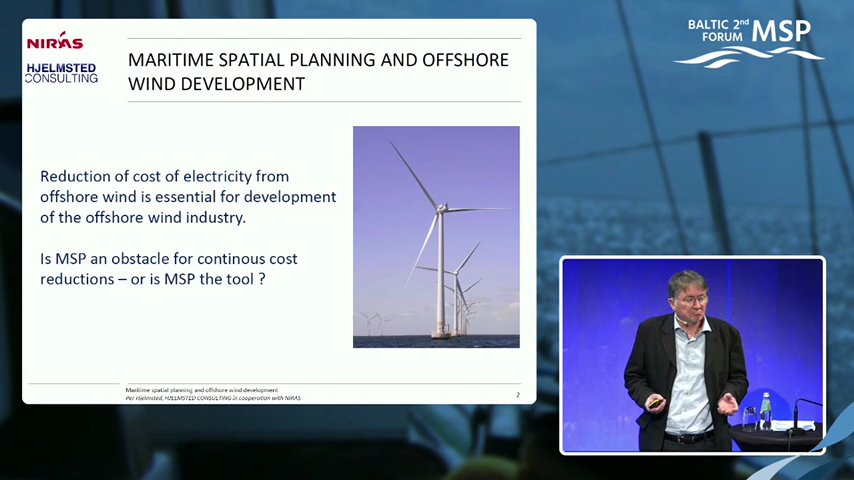 NIRAS
HJELMSTED
CONSULTING
MARITIME SPATIAL PLANNING AND OFFSHORE
WIND DEVELOPMENT
Reduction of cost of electricity from
offshore wind is essential for development
of the offshore wind industry.
Is MSP an obstacle for continous cost
reductions – or is MSP the tool ?
Maritime spatial planning and offshore wind development
Per Hjelmsted, HJELMSTED CONSULTING in cooperation with NIRAS
2
BALTIC 2nd
FORUM MSP